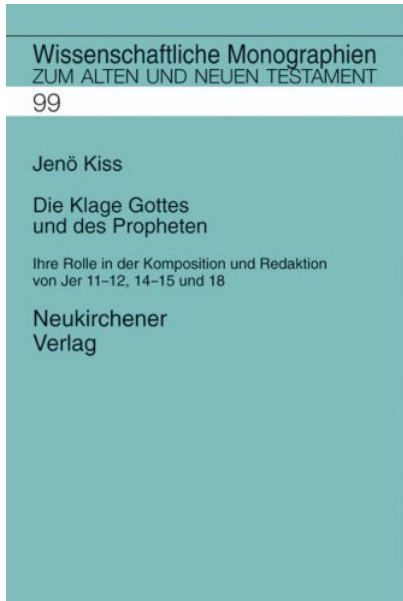 Wissenschaftliche Monographien
ZUM ALTEN UND NEUEN TESTAMENT
99
Jenö Kiss
Die Klage Gottes
und des Propheten
Ihre Rolle in der Komposition und Redaktion
von Jer 11–12, 14–15 und 18
Neukirchener
Verlag